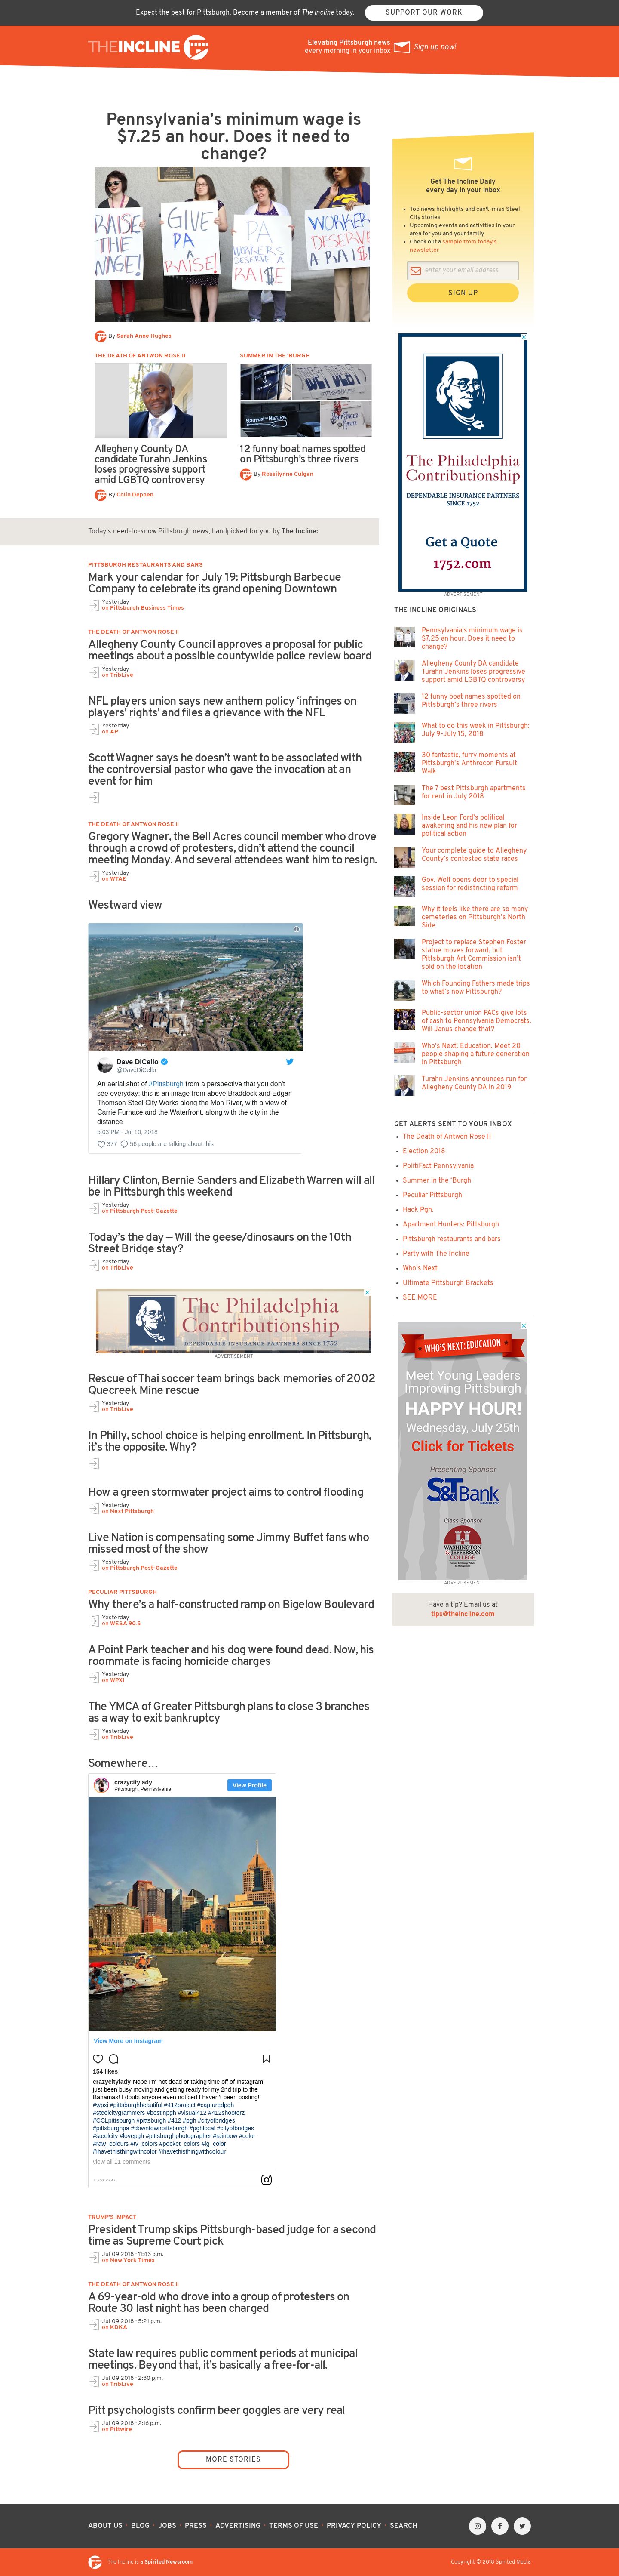 Expect the best for Pittsburgh. Become a member of The Incline today.
SUPPORT OUR WORK
THEINCLINE
Elevating Pittsburgh news
every morning in your inbox
Sign up now!
Pennsylvania's minimum wage is
$7.25 an hour. Does it need to
change?
RAISE
THE
WAGE!
GIVE
PA A
RAISE!
PA
WORKERS
DESERVE
A RAISE
WORKERS
DESERVE
A RAISE!
By Sarah Anne Hughes
THE DEATH OF ANTWON ROSE II
Allegheny County DA
candidate Turahn Jenkins
loses progressive support
amid LGBTQ controversy
By Colin Deppen
SUMMER IN THE 'BURGH
12 funny boat names spotted
on Pittsburgh's three rivers
By Rossilynne Culgan
Today's need-to-know Pittsburgh news, handpicked for you by The Incline:
PITTSBURGH RESTAURANTS AND BARS
Mark your calendar for July 19: Pittsburgh Barbecue
Company to celebrate its grand opening Downtown
Yesterday
on Pittsburgh Business Times
THE DEATH OF ANTWON ROSE II
Allegheny County Council approves a proposal for public
meetings about a possible countywide police review board
Yesterday
on TribLive
NFL players union says new anthem policy 'infringes on
players' rights' and files a grievance with the NFL
Yesterday
on AP
Scott Wagner says he doesn't want to be associated with
the controversial pastor who gave the invocation at an
event for him
THE DEATH OF ANTWON ROSE II
Gregory Wagner, the Bell Acres council member who drove
through a crowd of protesters, didn't attend the council
meeting Monday. And several attendees want him to resign.
Yesterday
on WTAE
Westward view
Dave DiCello
@DaveDiCello
An aerial shot of #Pittsburgh from a perspective that you don't
see everyday: this is an image from above Braddock and Edgar
Thomson Steel City Works along the Mon River, with a view of
Carrie Furnace and the Waterfront, along with the city in the
distance
5:03 PM - Jul 10, 2018
377 56 people are talking about this
Hillary Clinton, Bernie Sanders and Elizabeth Warren will all
be in Pittsburgh this weekend
Yesterday
on Pittsburgh Post-Gazette
Today's the day — Will the geese/dinosaurs on the 10th
Street Bridge stay?
Yesterday
on TribLive
The Philadelphia
Contributionship
DEPENDABLE INSURANCE PARTNERS SINCE 1752
ADVERTISEMENT
Rescue of Thai soccer team brings back memories of 2002
Quecreek Mine rescue
Yesterday
on TribLive
In Philly, school choice is helping enrollment. In Pittsburgh,
it's the opposite. Why?
How a green stormwater project aims to control flooding
Yesterday
on Next Pittsburgh
Live Nation is compensating some Jimmy Buffet fans who
missed most of the show
Yesterday
on Pittsburgh Post-Gazette
PECULIAR PITTSBURGH
Why there's a half-constructed ramp on Bigelow Boulevard
Yesterday
on WESA 90.5
A Point Park teacher and his dog were found dead. Now, his
roommate is facing homicide charges
Yesterday
on WPXI
The YMCA of Greater Pittsburgh plans to close 3 branches
as a way to exit bankruptcy
Yesterday
on TribLive
Somewhere…
crazycitylady
Pittsburgh, Pennsylvania
View Profile
View More on Instagram
154 likes
crazycitylady Nope I'm not dead or taking time off of Instagram
just been busy moving and getting ready for my 2nd trip to the
Bahamas! I doubt anyone even noticed I haven't been posting!
#wpxi #pittsburghbeautiful #412project #capturedpgh
#steelcitygrammers #bestinpgh #visual412 #412shooterz
#CCLpittsburgh #pittsburgh #412 #pgh #cityofbridges
#pittsburghpa #downtownpittsburgh #pghlocal #cityofbridges
#steelcity #lovepgh #pittsburghphotographer #rainbow #color
#raw_colours #tv_colors #pocket_colors #ig_color
#ihavethisthingwithcolor #ihavethisthingwithcolour
view all 11 comments
TRUMP'S IMPACT
President Trump skips Pittsburgh-based judge for a second
time as Supreme Court pick
Jul 09 2018 · 11:43 p.m.
on New York Times
THE DEATH OF ANTWON ROSE II
A 69-year-old who drove into a group of protesters on
Route 30 last night has been charged
Jul 09 2018 · 5:21 p.m.
on KDKA
State law requires public comment periods at municipal
meetings. Beyond that, it's basically a free-for-all.
Jul 09 2018 · 2:30 p.m.
on TribLive
Pitt psychologists confirm beer goggles are very real
Jul 09 2018 · 2:16 p.m.
on Pittwire
MORE STORIES
Get The Incline Daily
every day in your inbox
Top news highlights and can't-miss Steel
City stories
Upcoming events and activities in your
area for you and your family
Check out a sample from today's
newsletter
enter your email address
SIGN UP
The Philadelphia
Contributionship
DEPENDABLE INSURANCE PARTNERS
SINCE 1752
Get a Quote
1752.com
ADVERTISEMENT
THE INCLINE ORIGINALS
Pennsylvania's minimum wage is
$7.25 an hour. Does it need to
change?
Allegheny County DA candidate
Turahn Jenkins loses progressive
support amid LGBTQ controversy
12 funny boat names spotted on
Pittsburgh's three rivers
What to do this week in Pittsburgh:
July 9-July 15, 2018
30 fantastic, furry moments at
Pittsburgh's Anthrocon Fursuit
Walk
The 7 best Pittsburgh apartments
for rent in July 2018
Inside Leon Ford's political
awakening and his new plan for
political action
Your complete guide to Allegheny
County's contested state races
Gov. Wolf opens door to special
session for redistricting reform
Why it feels like there are so many
cemeteries on Pittsburgh's North
Side
Project to replace Stephen Foster
statue moves forward, but
Pittsburgh Art Commission isn't
sold on the location
Which Founding Fathers made trips
to what's now Pittsburgh?
Public-sector union PACs give lots
of cash to Pennsylvania Democrats.
Will Janus change that?
Who's Next: Education: Meet 20
people shaping a future generation
in Pittsburgh
Turahn Jenkins announces run for
Allegheny County DA in 2019
GET ALERTS SENT TO YOUR INBOX
The Death of Antwon Rose II
Election 2018
PolitiFact Pennsylvania
Summer in the 'Burgh
Peculiar Pittsburgh
Hack Pgh.
Apartment Hunters: Pittsburgh
Pittsburgh restaurants and bars
Party with The Incline
Who's Next
Ultimate Pittsburgh Brackets
SEE MORE
WHO'S NEXT: EDUCATION
Meet Young Leaders
Improving Pittsburgh
HAPPY HOUR!
Wednesday, July 25th
Click for Tickets
Presenting Sponsor
S&T Bank
MEMBER FDIC
Class Sponsor
WASHINGTON
& JEFFERSON
COLLEGE
ADVERTISEMENT
Have a tip? Email us at
tips@theincline.com
ABOUT US · BLOG · JOBS · PRESS · ADVERTISING · TERMS OF USE · PRIVACY POLICY · SEARCH
The Incline is a Spirited Newsroom
Copyright © 2018 Spirited Media